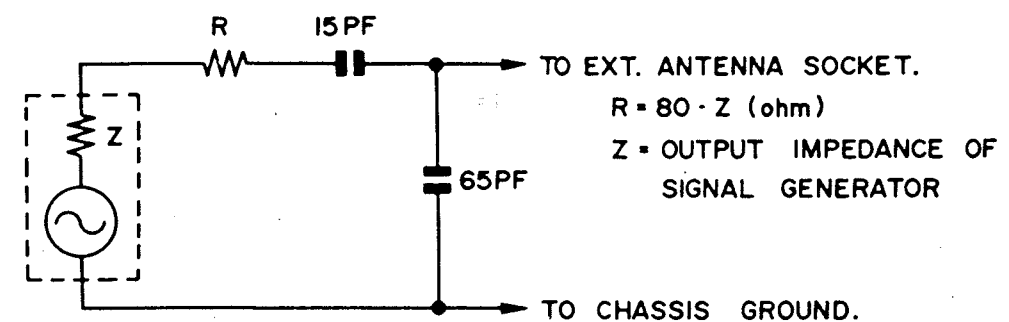 R
15PF
TO EXT. ANTENNA SOCKET.
R = 80 - Z (ohm)
Z
Z = OUTPUT IMPEDANCE OF
65PF
SIGNAL GENERATOR
TO CHASSIS GROUND.